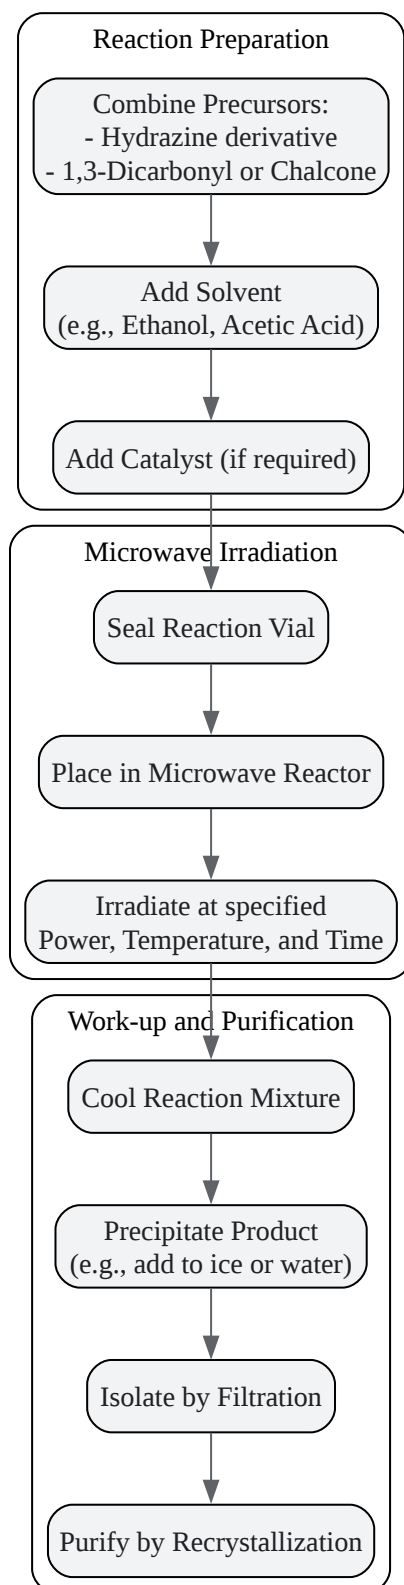 Reaction Preparation
Combine Precursors:
- Hydrazine derivative
- 1,3-Dicarbonyl or Chalcone
Add Solvent
(e.g., Ethanol, Acetic Acid)
Add Catalyst (if required)
Microwave Irradiation
Seal Reaction Vial
Place in Microwave Reactor
Irradiate at specified
Power, Temperature, and Time
Work-up and Purification
Cool Reaction Mixture
Precipitate Product
(e.g., add to ice or water)
Isolate by Filtration
Purify by Recrystallization